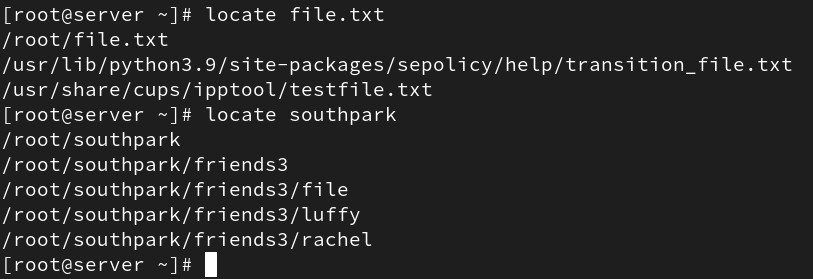 [root@server ~]# locate file.txt
/root/file.txt
/usr/lib/python3.9/site-packages/sepolicy/help/transition_file.txt
/usr/share/cups/ipptool/testfile.txt
[root@server ~]# locate southpark
/root/southpark
/root/southpark/friends3
/root/southpark/friends3/file
/root/southpark/friends3/luffy
/root/southpark/friends3/rachel
[root@server ~]#